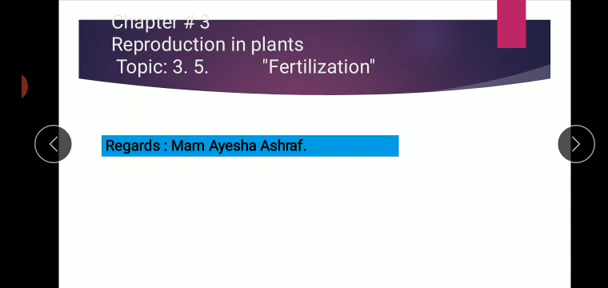 Chapter # 3
Reproduction in plants
Topic: 3. 5. "Fertilization"
Regards : Mam Ayesha Ashraf.